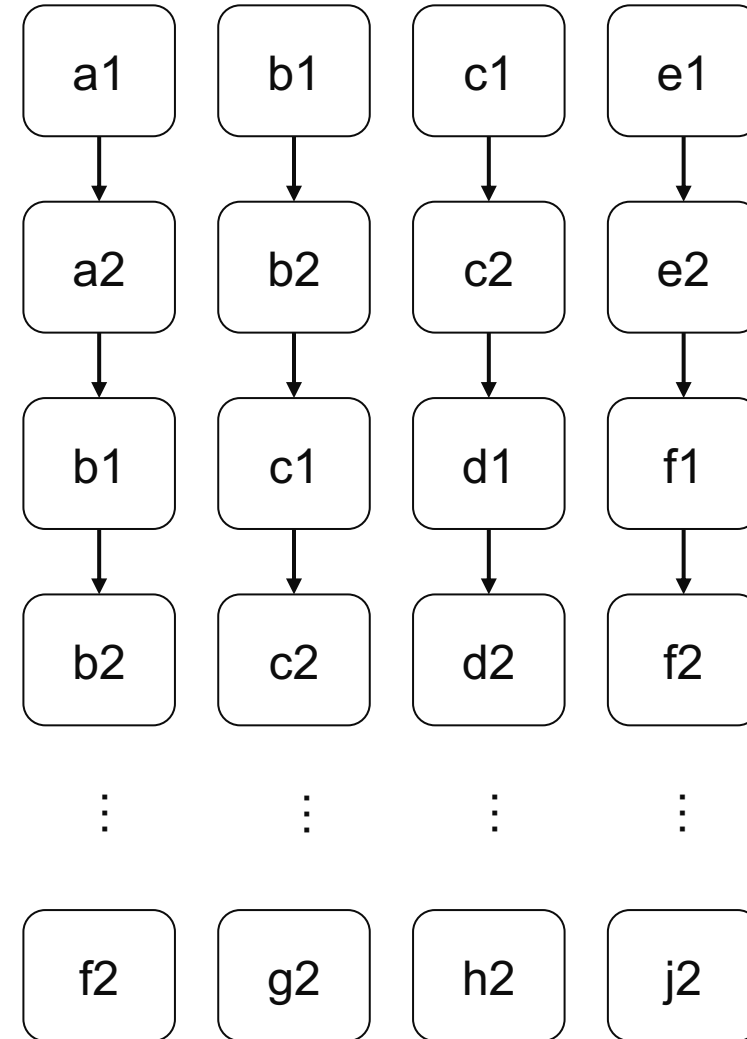 a1 b1 c1 e1
a2 b2 c2 e2
b1 c1 d1 f1
b2 c2 d2 f2
⋮ ⋮ ⋮ ⋮
f2 g2 h2 j2